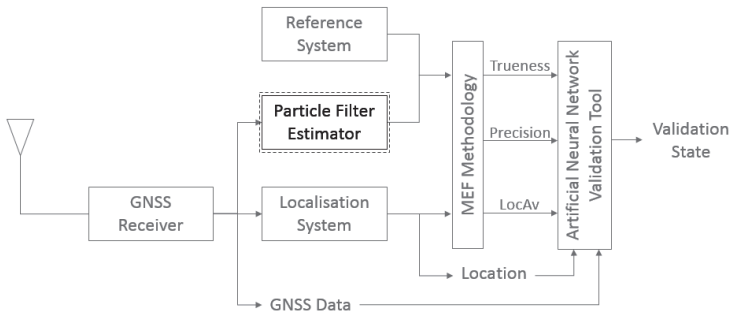 Reference
System
Particle Filter
Estimator
GNSS
Receiver
Localisation
System
MEF Methodology
Trueness
Precision
LocAv
Location
GNSS Data
Artificial Neural Network
Validation Tool
Validation
State